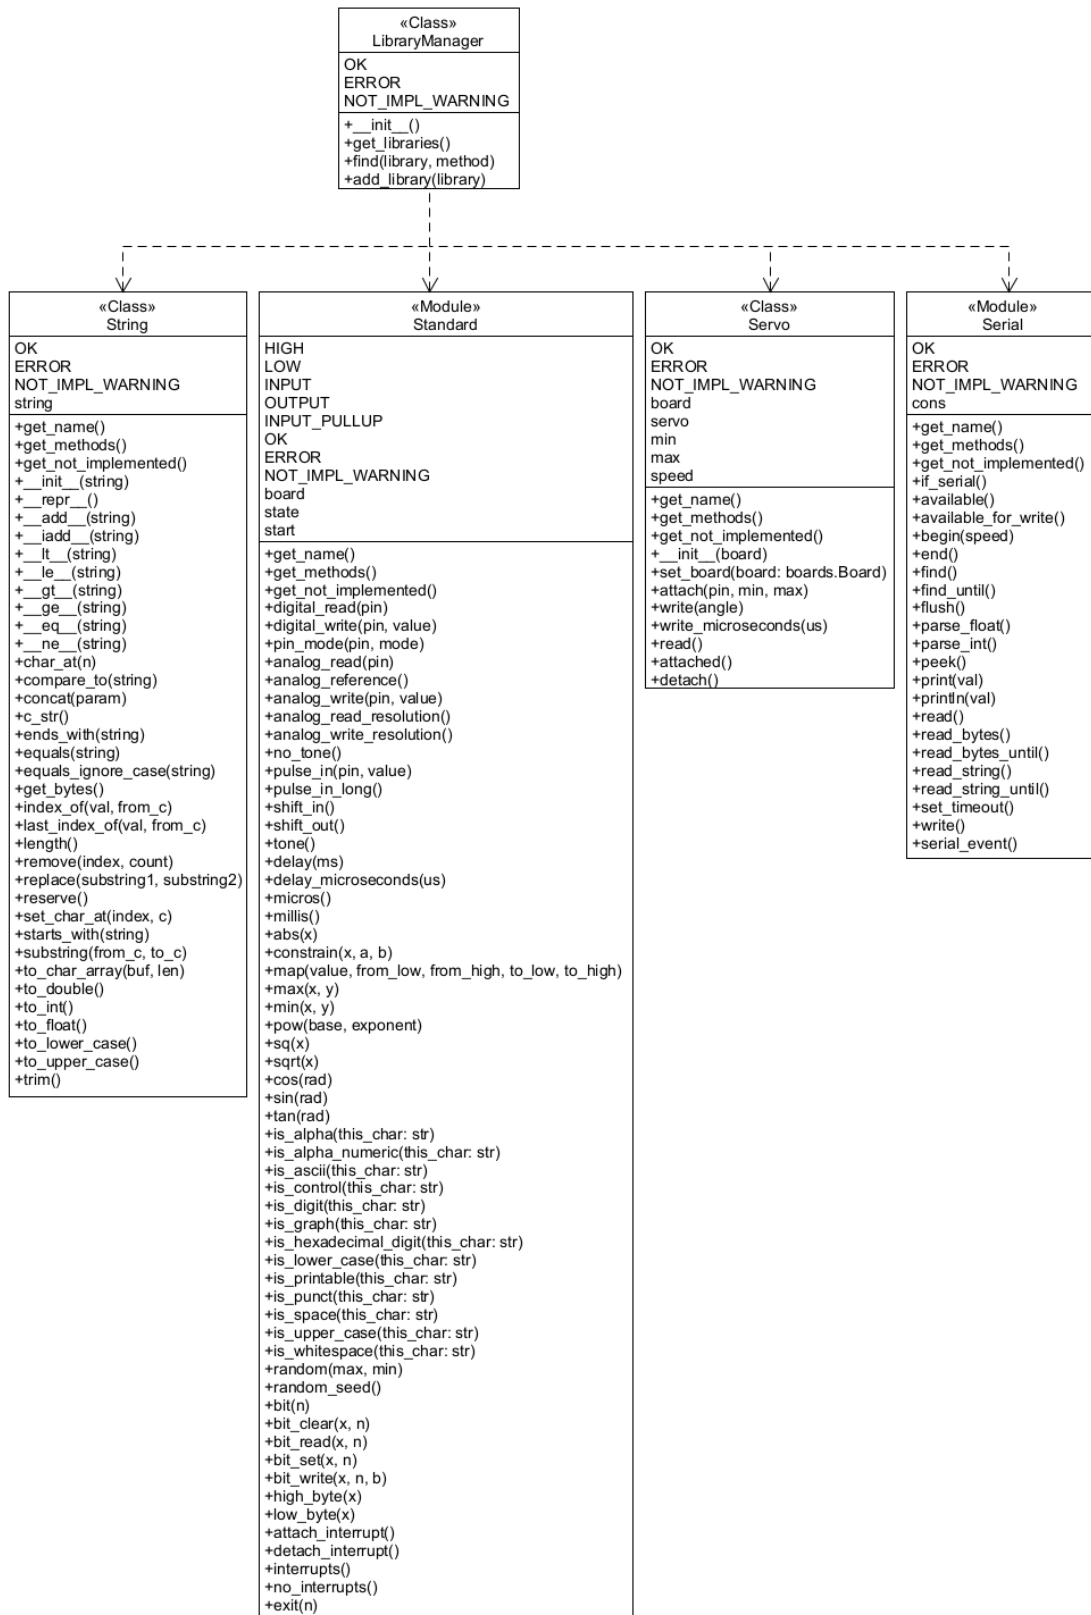 «Class»
LibraryManager
OK
ERROR
NOT_IMPL_WARNING
+__init__()
+get_libraries()
+find(library, method)
+add_library(library)
«Class»
String
OK
ERROR
NOT_IMPL_WARNING
string
+get_name()
+get_methods()
+get_not_implemented()
+__init__(string)
+__repr__()
+__add__(string)
+__iadd__(string)
+__lt__(string)
+__le__(string)
+__gt__(string)
+__ge__(string)
+__eq__(string)
+__ne__(string)
+char_at(n)
+compare_to(string)
+concat(param)
+c_str()
+ends_with(string)
+equals(string)
+equals_ignore_case(string)
+get_bytes()
+index_of(val, from_c)
+last_index_of(val, from_c)
+length()
+remove(index, count)
+replace(substring1, substring2)
+reserve()
+set_char_at(index, c)
+starts_with(string)
+substring(from_c, to_c)
+to_char_array(buf, len)
+to_double()
+to_int()
+to_float()
+to_lower_case()
+to_upper_case()
+trim()
«Module»
Standard
HIGH
LOW
INPUT
OUTPUT
INPUT_PULLUP
OK
ERROR
NOT_IMPL_WARNING
board
state
start
+get_name()
+get_methods()
+get_not_implemented()
+digital_read(pin)
+digital_write(pin, value)
+pin_mode(pin, mode)
+analog_read(pin)
+analog_reference()
+analog_write(pin, value)
+analog_read_resolution()
+analog_write_resolution()
+no_tone()
+pulse_in(pin, value)
+pulse_in_long()
+shift_in()
+shift_out()
+tone()
+delay(ms)
+delay_microseconds(us)
+micros()
+millis()
+abs(x)
+constrain(x, a, b)
+map(value, from_low, from_high, to_low, to_high)
+max(x, y)
+min(x, y)
+pow(base, exponent)
+sq(x)
+sqrt(x)
+cos(rad)
+sin(rad)
+tan(rad)
+is_alpha(this_char: str)
+is_alpha_numeric(this_char: str)
+is_ascii(this_char: str)
+is_control(this_char: str)
+is_digit(this_char: str)
+is_graph(this_char: str)
+is_hexadecimal_digit(this_char: str)
+is_lower_case(this_char: str)
+is_printable(this_char: str)
+is_punct(this_char: str)
+is_space(this_char: str)
+is_upper_case(this_char: str)
+is_whitespace(this_char: str)
+random(max, min)
+random_seed()
+bit(n)
+bit_clear(x, n)
+bit_read(x, n)
+bit_set(x, n)
+bit_write(x, n, b)
+high_byte(x)
+low_byte(x)
+attach_interrupt()
+detach_interrupt()
+interrupts()
+no_interrupts()
+exit(n)
«Class»
Servo
OK
ERROR
NOT_IMPL_WARNING
board
servo
min
max
speed
+get_name()
+get_methods()
+get_not_implemented()
+__init__(board)
+set_board(board: boards.Board)
+attach(pin, min, max)
+write(angle)
+write_microseconds(us)
+read()
+attached()
+detach()
«Module»
Serial
OK
ERROR
NOT_IMPL_WARNING
cons
+get_name()
+get_methods()
+get_not_implemented()
+if_serial()
+available()
+available_for_write()
+begin(speed)
+end()
+find()
+find_until()
+flush()
+parse_float()
+parse_int()
+peek()
+print(val)
+println(val)
+read()
+read_bytes()
+read_bytes_until()
+read_string()
+read_string_until()
+set_timeout()
+write()
+serial_event()